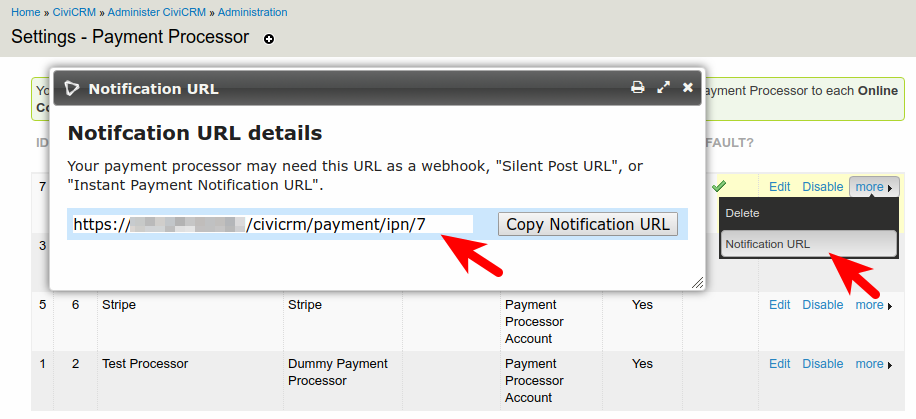 Home » CiviCRM » Administer CiviCRM » Administration
Settings - Payment Processor
Yo
ayment Processor to each Online
Co
Notification URL
ID
FAULT?
Notifcation URL details
Your payment processor may need this URL as a webhook, "Silent Post URL", or
"Instant Payment Notification URL".
https:// /civicrm/payment/ipn/7 Copy Notification URL
7 Edit Disable more
Delete
Notification URL
3
5 6 Stripe Stripe Payment Yes Edit Disable more
Processor
Account
1 2 Test Processor Dummy Payment Payment Yes Edit Disable more
Processor Processor
Account